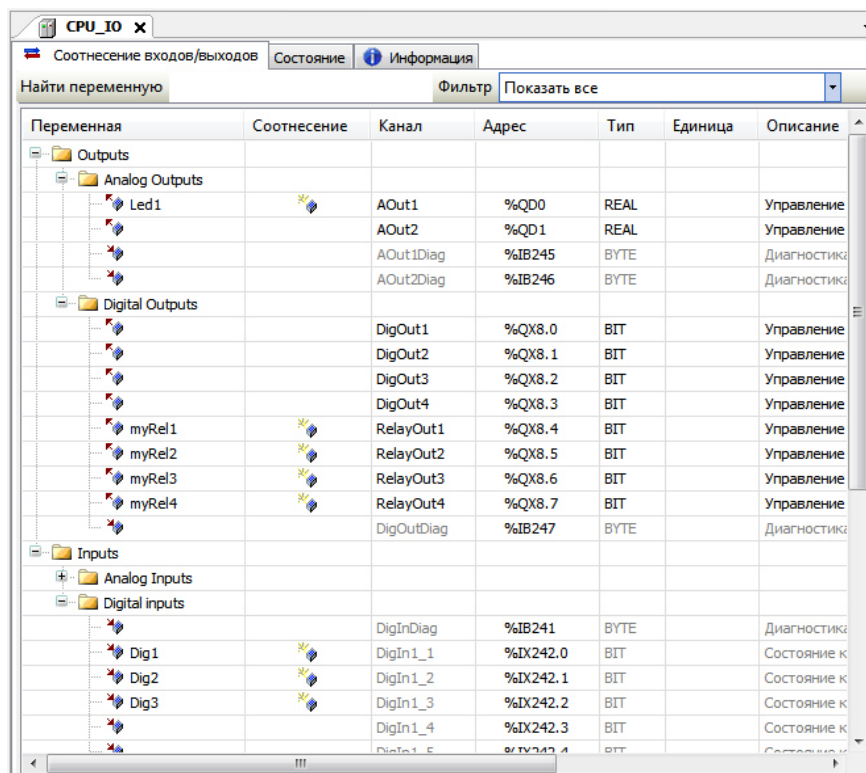 CPU_IO
Соотнесение входов/выходов Состояние Информация
Найти переменную Фильтр Показать все
Переменная Соотнесение Канал Адрес Тип Единица Описание
Outputs
Analog Outputs
Led1 AOut1 %QD0 REAL Управление
AOut2 %QD1 REAL Управление
AOut1Diag %IB245 BYTE Диагностика
AOut2Diag %IB246 BYTE Диагностика
Digital Outputs
DigOut1 %QX8.0 BIT Управление
DigOut2 %QX8.1 BIT Управление
DigOut3 %QX8.2 BIT Управление
DigOut4 %QX8.3 BIT Управление
myRel1 RelayOut1 %QX8.4 BIT Управление
myRel2 RelayOut2 %QX8.5 BIT Управление
myRel3 RelayOut3 %QX8.6 BIT Управление
myRel4 RelayOut4 %QX8.7 BIT Управление
DigOutDiag %IB247 BYTE Диагностика
Inputs
Analog Inputs
Digital inputs
DigInDiag %IB241 BYTE Диагностика
Dig1 DigIn1_1 %IX242.0 BIT Состояние к
Dig2 DigIn1_2 %IX242.1 BIT Состояние к
Dig3 DigIn1_3 %IX242.2 BIT Состояние к
DigIn1_4 %IX242.3 BIT Состояние к